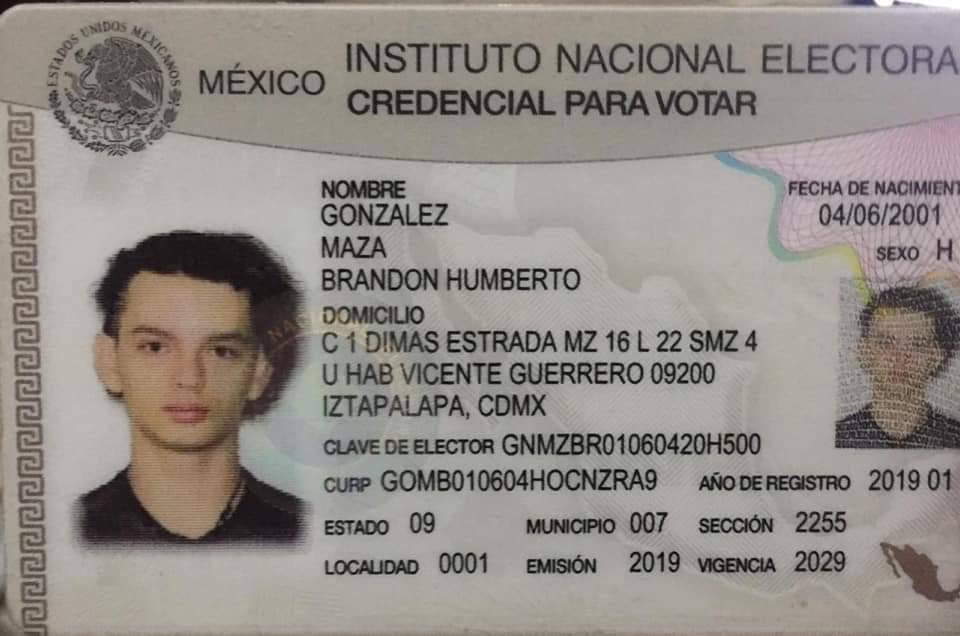 ESTADOS UNIDOS MEXICANOS
MÉXICO
INSTITUTO NACIONAL ELECTORA
CREDENCIAL PARA VOTAR
NOMBRE
GONZALEZ
MAZA
BRANDON HUMBERTO
FECHA DE NACIMIENT
04/06/2001
SEXO H
DOMICILIO
C 1 DIMAS ESTRADA MZ 16 L 22 SMZ 4
U HAB VICENTE GUERRERO 09200
IZTAPALAPA, CDMX
CLAVE DE ELECTOR GNMZBR01060420H500
CURP GOMB010604HOCNZRA9 AÑO DE REGISTRO 2019 01
ESTADO 09 MUNICIPIO 007 SECCIÓN 2255
LOCALIDAD 0001 EMISIÓN 2019 VIGENCIA 2029